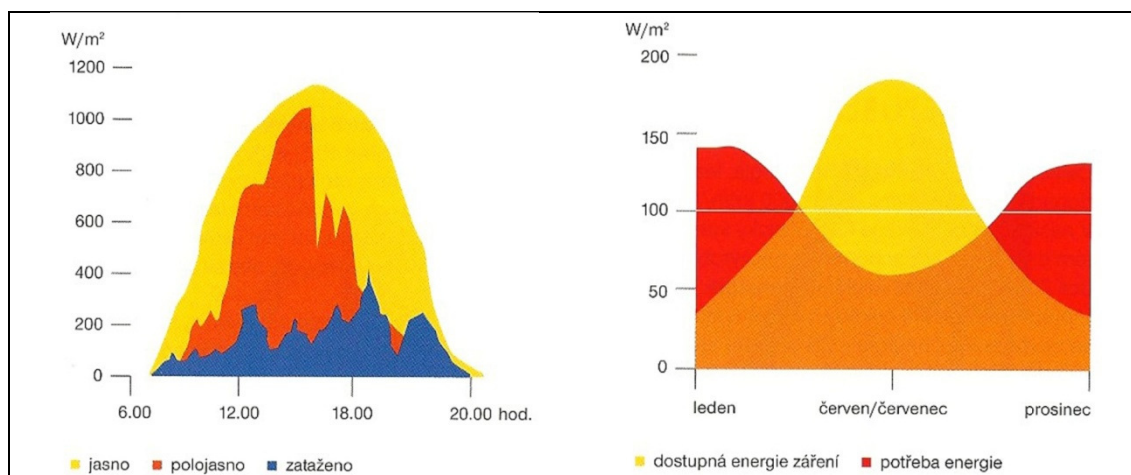 W/m²
1200
1000
800
600
400
200
0
6.00 12.00 18.00 20.00 hod.
jasno polojasno zataženo
W/m²
200
150
100
50
0
leden červen/červenec prosinec
dostupná energie záření potřeba energie